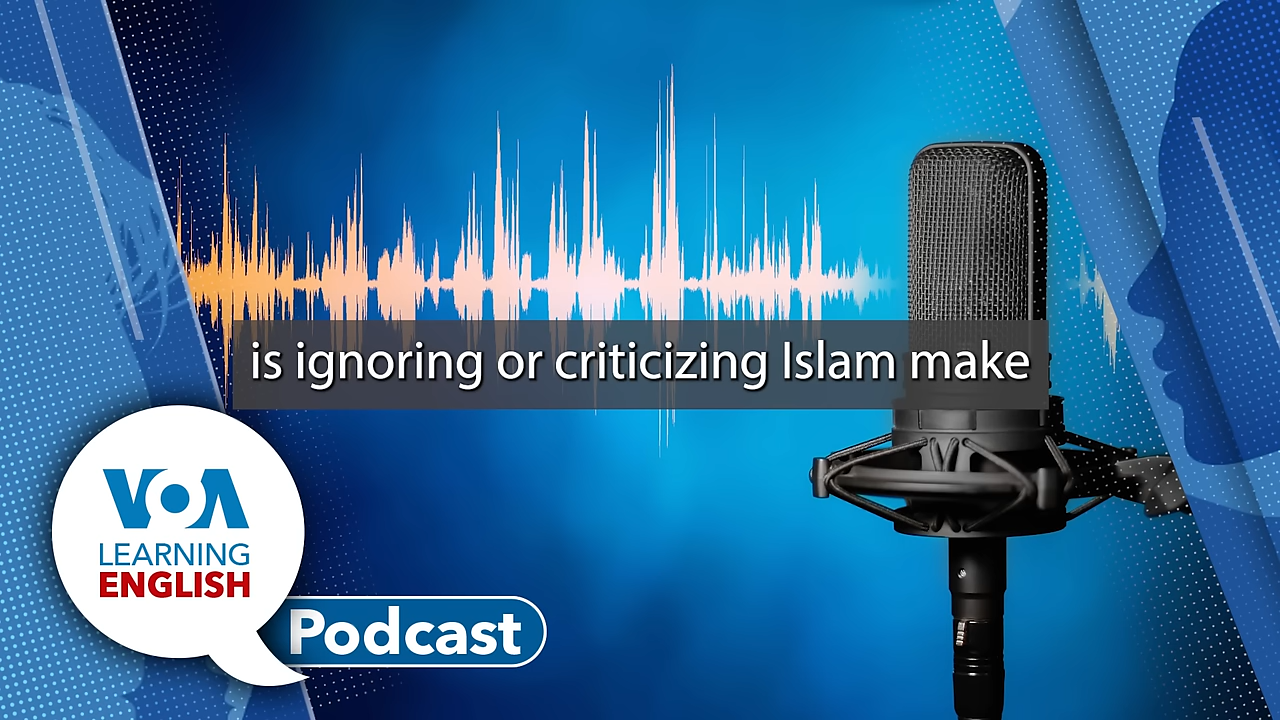 is ignoring or criticizing Islam make
VOA
LEARNING
ENGLISH
Podcast